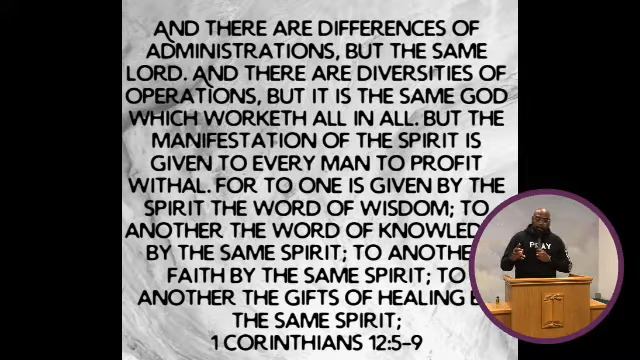 AND THERE ARE DIFFERENCES OF
ADMINISTRATIONS, BUT THE SAME
LORD. AND THERE ARE DIVERSITIES OF
OPERATIONS, BUT IT IS THE SAME GOD
WHICH WORKETH ALL IN ALL. BUT THE
MANIFESTATION OF THE SPIRIT IS
GIVEN TO EVERY MAN TO PROFIT
WITHAL. FOR TO ONE IS GIVEN BY THE
SPIRIT THE WORD OF WISDOM; TO
ANOTHER THE WORD OF
BY THE SAME SPIRIT; TO
FAITH BY THE SAME SPIRIT; TO
ANOTHER THE GIFTS OF HEALING
THE SAME SPIRIT;
1 CORINTHIANS 12:5-9
PRAY